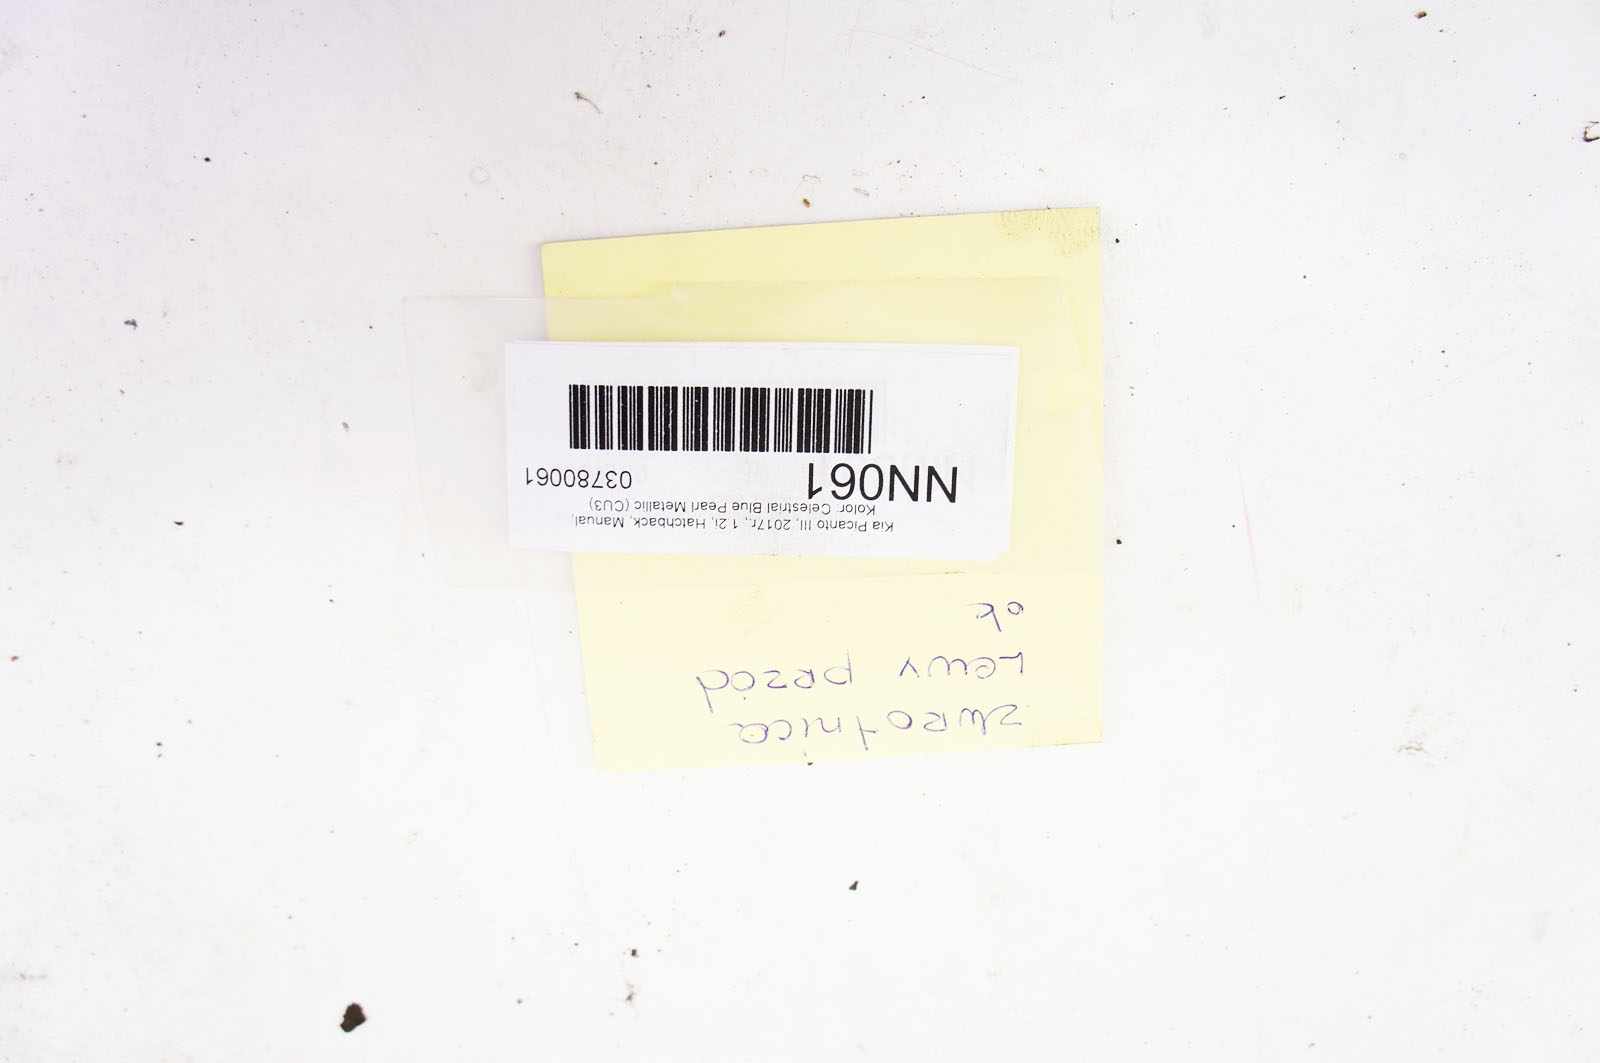 zwrotnica
Lewy przód
ok
Kia Picanto III, 2017r., 1.2i, Hatchback, Manual,
Kolor: Celestrial Blue Pearl Metallic (CU3)
NN061 03780061